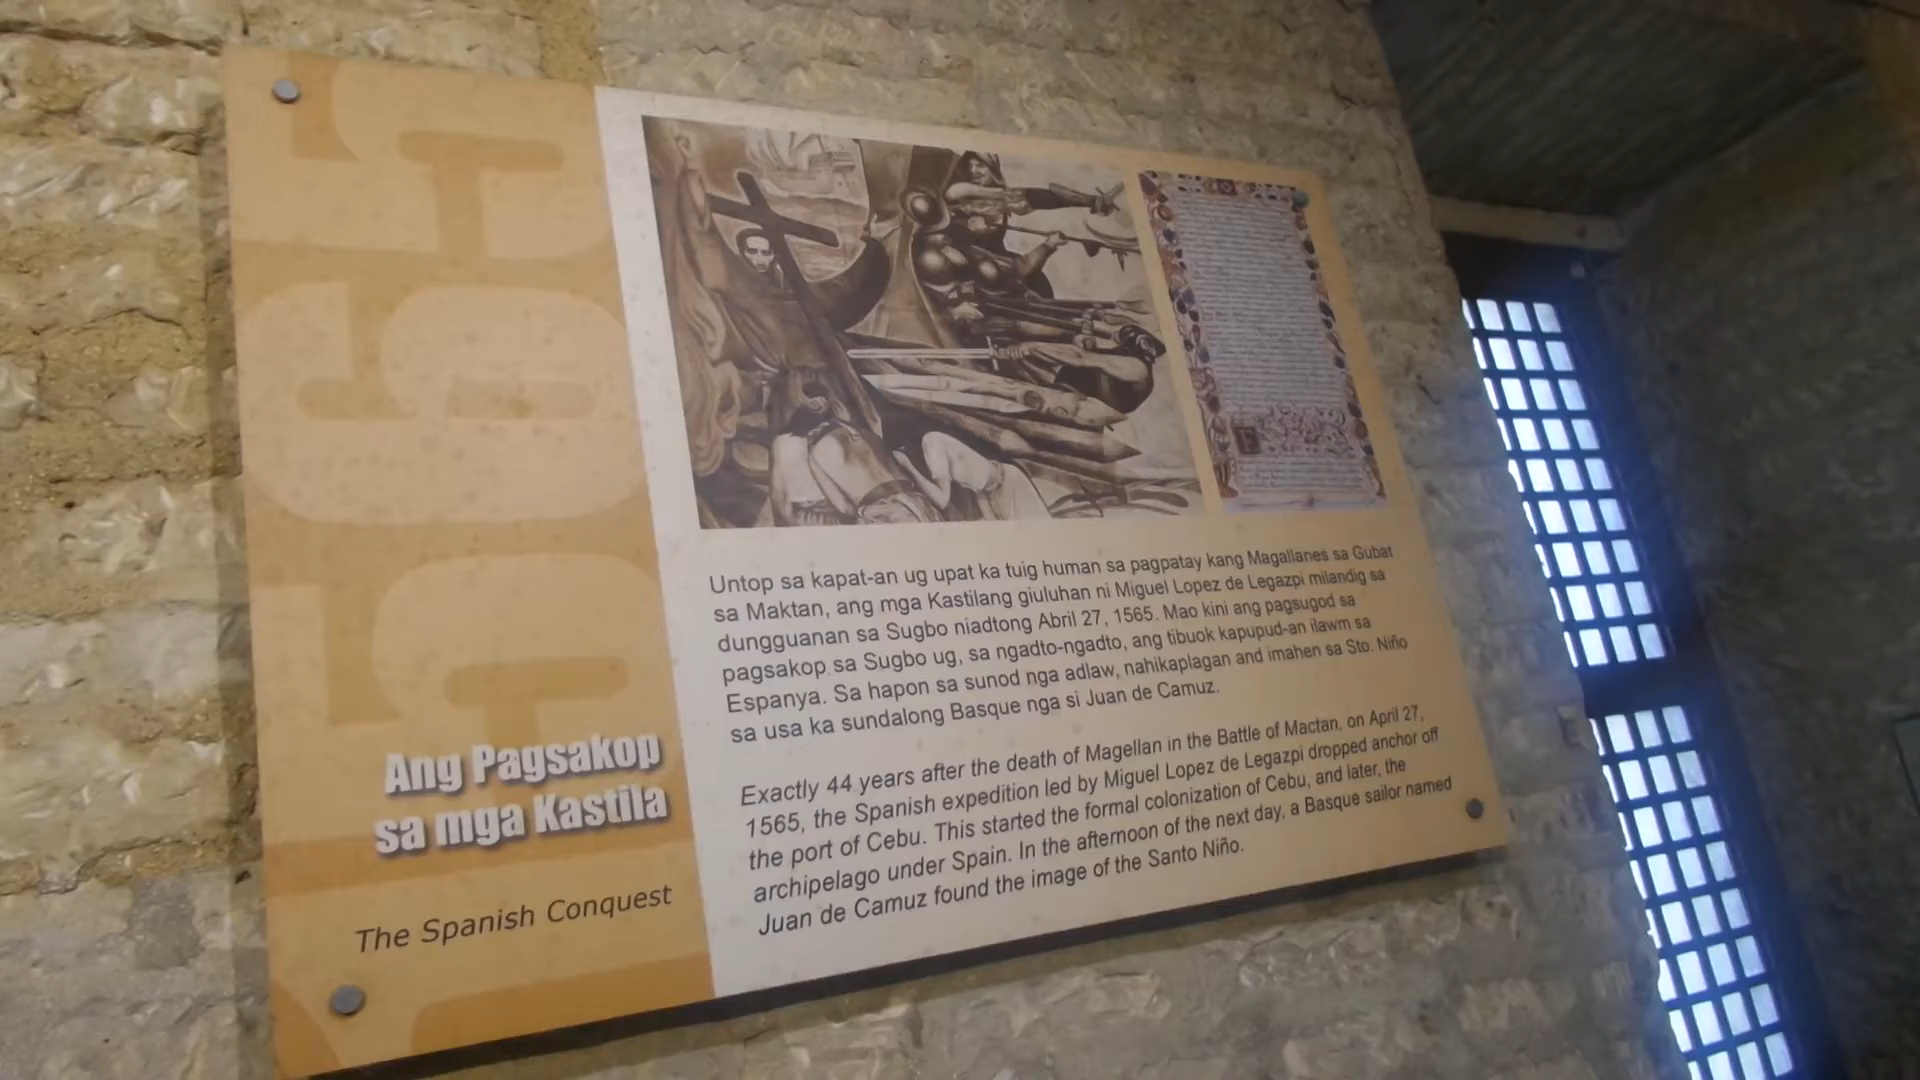 1565
Ang Pagsakop
sa mga Kastila
The Spanish Conquest
Untop sa kapat-an ug upat ka tuig human sa pagpatay kang Magallanes sa Gubat
sa Maktan, ang mga Kastilang giuluhan ni Miguel Lopez de Legazpi milandig sa
dungguanan sa Sugbo niadtong Abril 27, 1565. Mao kini ang pagsugod sa
pagsakop sa Sugbo ug, sa ngadto-ngadto, ang tibuok kapupud-an ilawm sa
Espanya. Sa hapon sa sunod nga adlaw, nahikaplagan and imahen sa Sto. Niño
sa usa ka sundalong Basque nga si Juan de Camuz.
Exactly 44 years after the death of Magellan in the Battle of Mactan, on April 27,
1565, the Spanish expedition led by Miguel Lopez de Legazpi dropped anchor off
the port of Cebu. This started the formal colonization of Cebu, and later, the
archipelago under Spain. In the afternoon of the next day, a Basque sailor named
Juan de Camuz found the image of the Santo Niño.